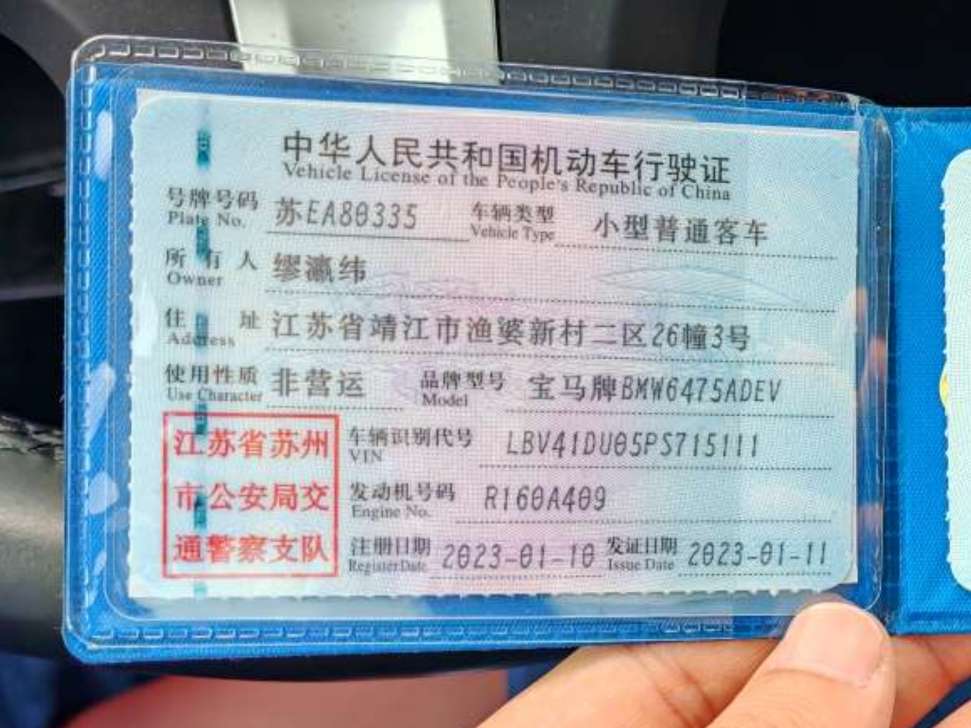 中华人民共和国机动车行驶证
Vehicle License of the People's Republic of China
号牌号码 苏EA80335 车辆类型 小型普通客车
Plate No. Vehicle Type
所有人 缪瀛纬
Owner
住址 江苏省靖江市渔婆新村二区26幢3号
Address
使用性质 非营运 品牌型号 宝马牌BMW6475ADEV
Use Character Model
江苏省苏州 车辆识别代号 LBV41DU05PS715111
VIN
市公安局交 发动机号码 R160A409
Engine No.
通警察支队 注册日期 2023-01-10 发证日期 2023-01-11
Register Date Issue Date